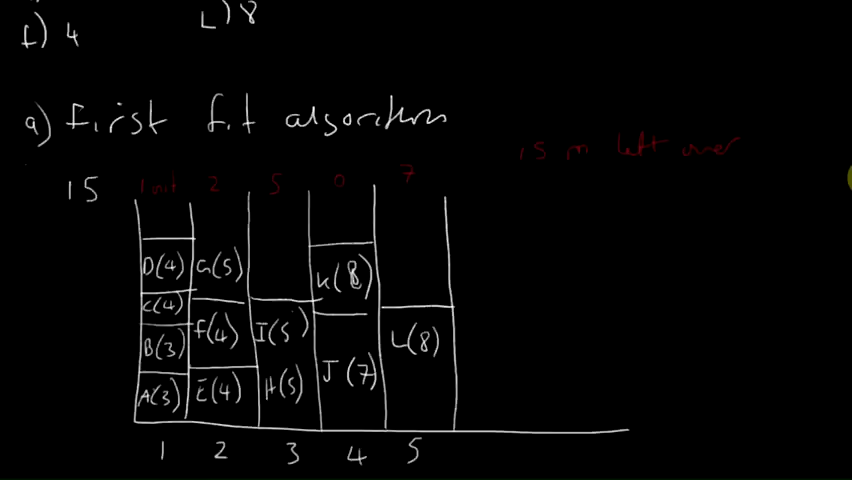 f) 4 L) 8
a) First fit algorithm
15 m left over
15 1 unit 2 5 0 7
D(4) G(5) K(8)
C(4)
B(3) F(4) I(5) L(8)
A(3) E(4) H(5) J(7)
1 2 3 4 5